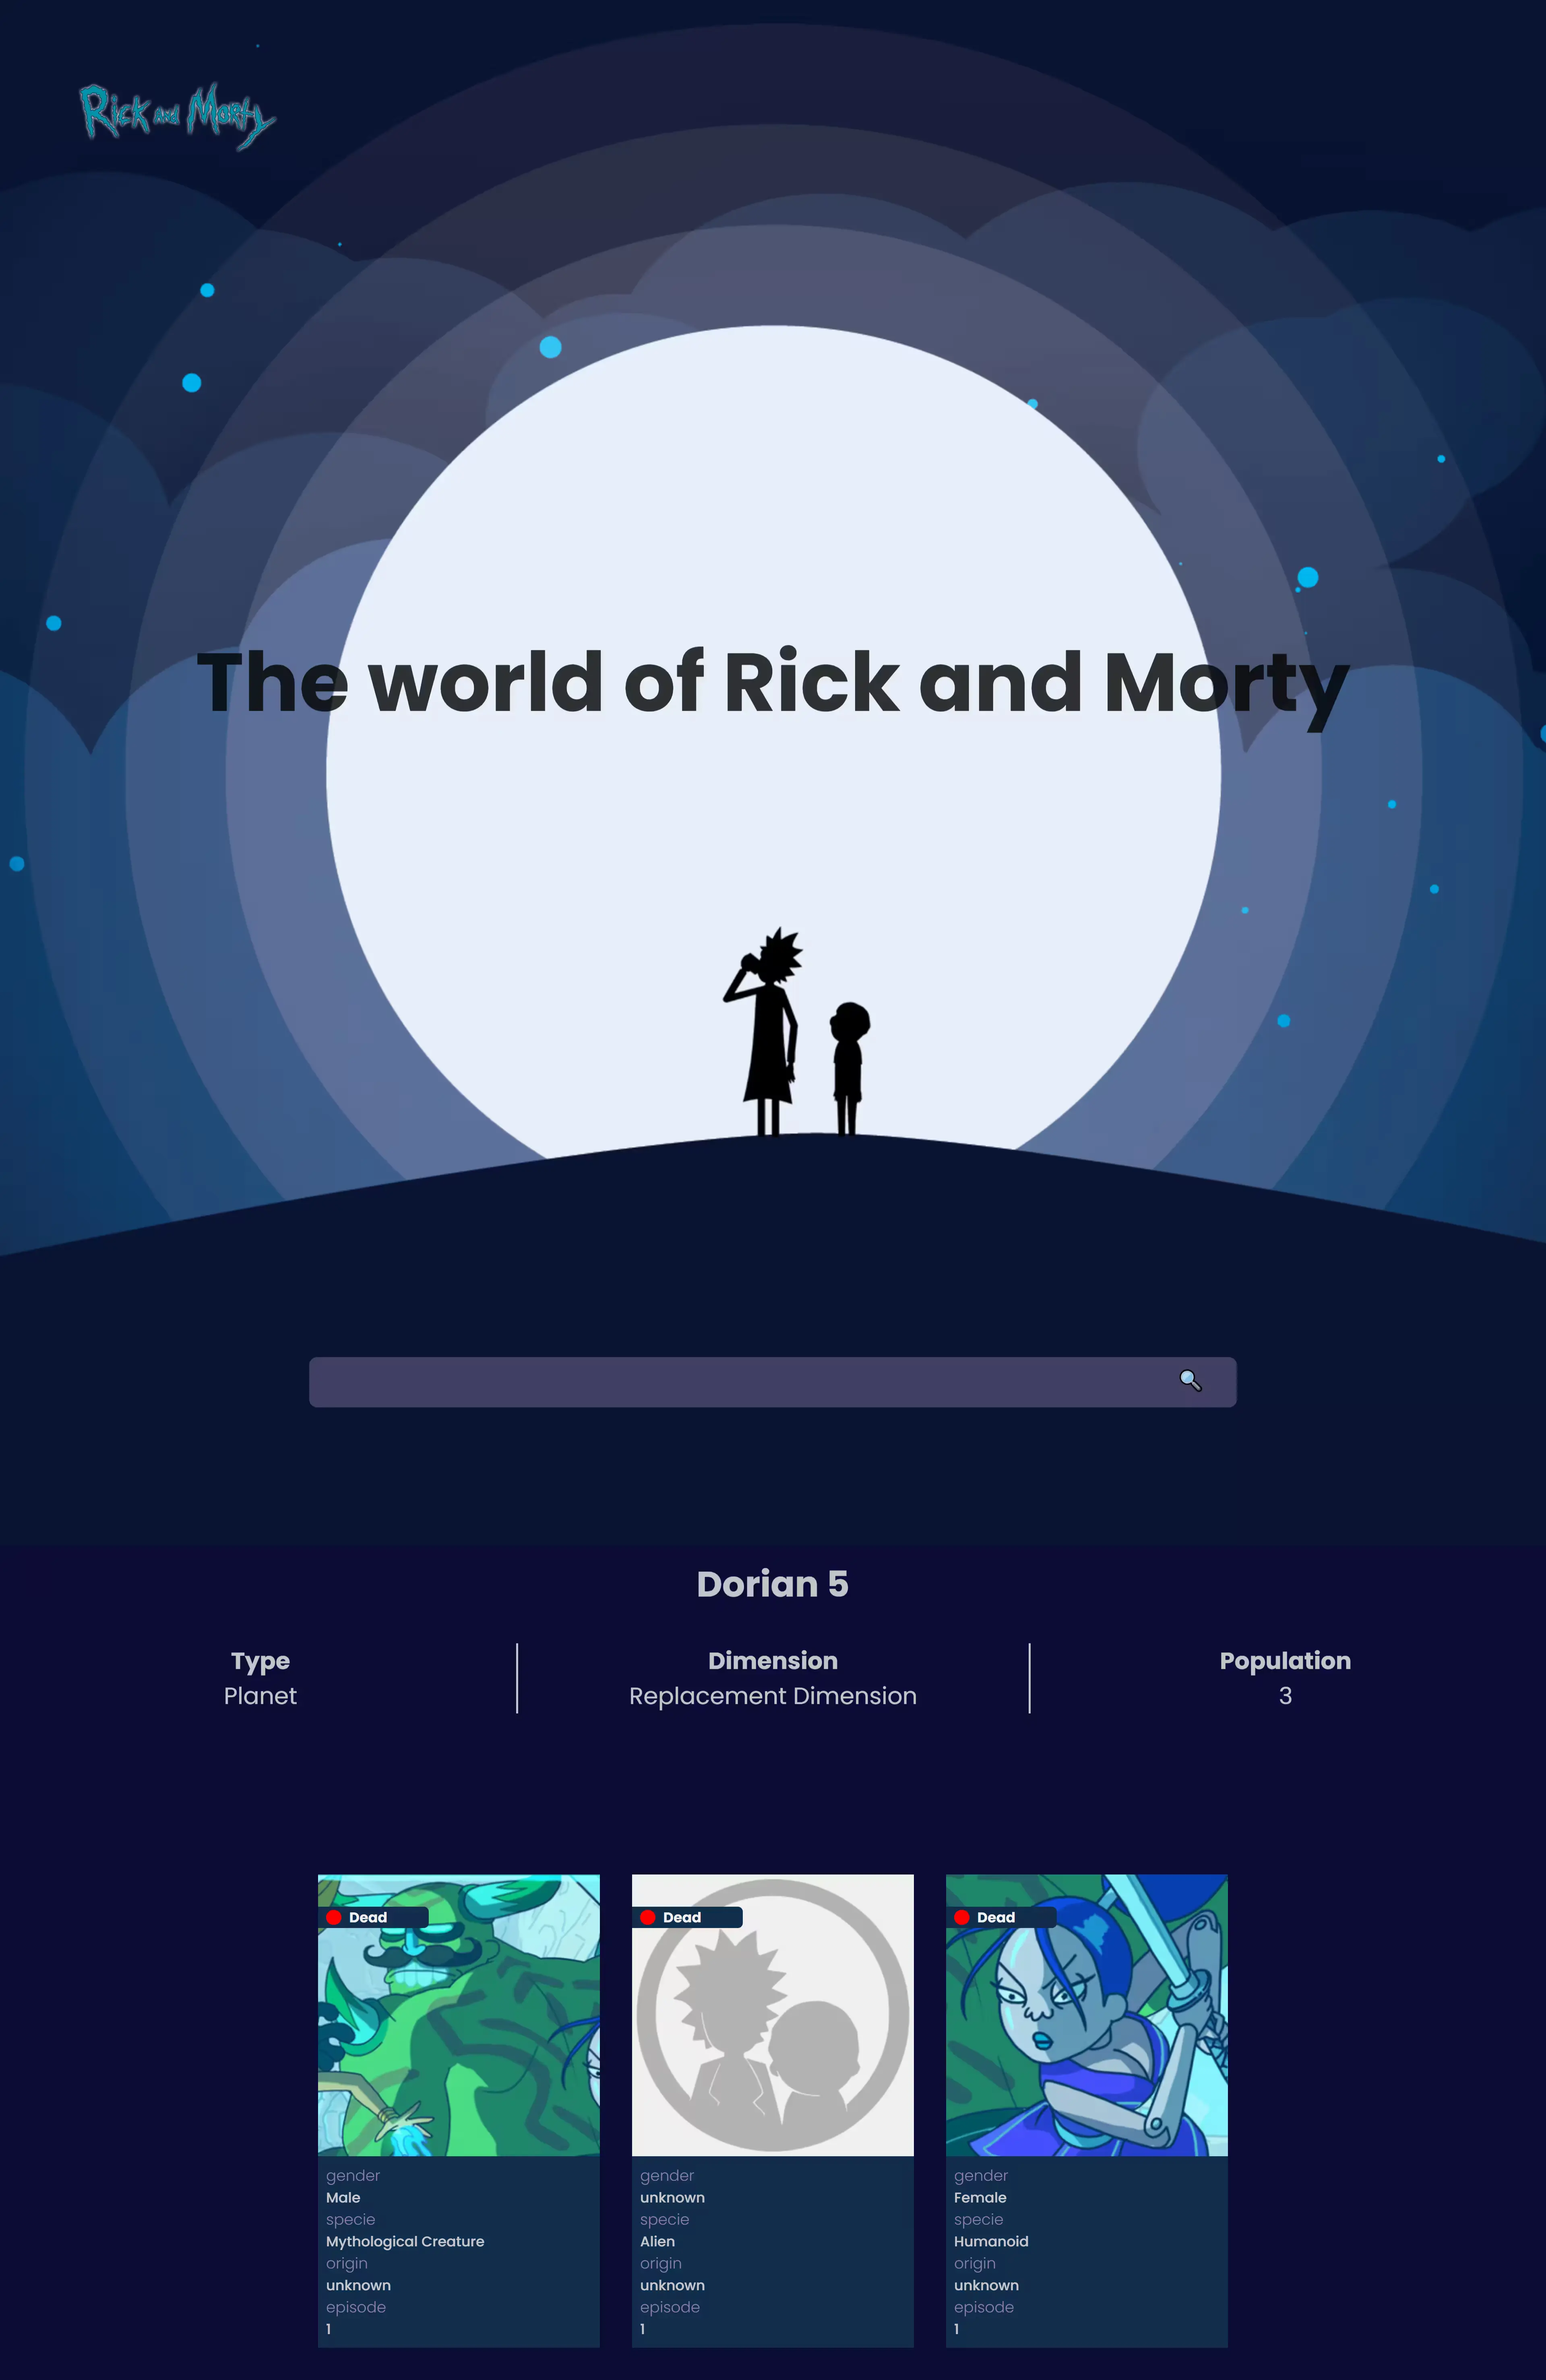 Rick and Morty
The world of Rick and Morty
Dorian 5
Type
Planet
Dimension
Replacement Dimension
Population
3
Dead
gender
Male
specie
Mythological Creature
origin
unknown
episode
1
Dead
gender
unknown
specie
Alien
origin
unknown
episode
1
Dead
gender
Female
specie
Humanoid
origin
unknown
episode
1